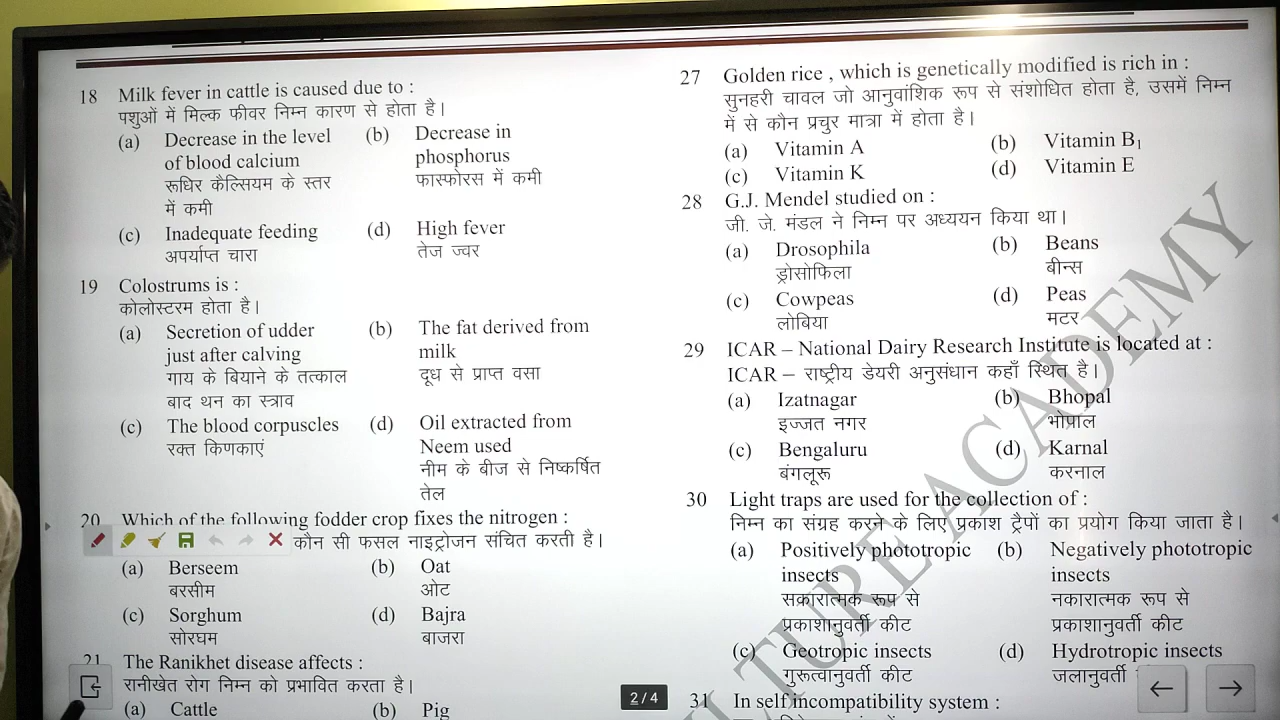 18 Milk fever in cattle is caused due to :
पशुओं में मिल्क फीवर निम्न कारण से होता है।
(a) Decrease in the level of blood calcium
रूधिर कैल्सियम के स्तर में कमी
(b) Decrease in phosphorus
फास्फोरस में कमी
(c) Inadequate feeding
अपर्याप्त चारा
(d) High fever
तेज ज्वर
19 Colostrums is :
कोलोस्टरम होता है।
(a) Secretion of udder just after calving
गाय के बियाने के तत्काल बाद थन का स्त्राव
(b) The fat derived from milk
दूध से प्राप्त वसा
(c) The blood corpuscles
रक्त किणकाएं
(d) Oil extracted from Neem used
नीम के बीज से निष्कर्षित तेल
20 Which of the following fodder crop fixes the nitrogen :
कौन सी फसल नाइट्रोजन संचित करती है।
(a) Berseem
बरसीम
(b) Oat
ओट
(c) Sorghum
सोरघम
(d) Bajra
बाजरा
21 The Ranikhet disease affects :
रानीखेत रोग निम्न को प्रभावित करता है।
(a) Cattle
(b) Pig
27 Golden rice , which is genetically modified is rich in :
सुनहरी चावल जो आनुवांशिक रूप से संशोधित होता है, उसमें निम्न
में से कौन प्रचुर मात्रा में होता है।
(a) Vitamin A
(b) Vitamin B1
(c) Vitamin K
(d) Vitamin E
28 G.J. Mendel studied on :
जी. जे. मंडल ने निम्न पर अध्ययन किया था।
(a) Drosophila
ड्रोसोफिला
(b) Beans
बीन्स
(c) Cowpeas
लोबिया
(d) Peas
मटर
29 ICAR – National Dairy Research Institute is located at :
ICAR – राष्ट्रीय डेयरी अनुसंधान कहाँ स्थित है।
(a) Izatnagar
इज्जत नगर
(b) Bhopal
भोपाल
(c) Bengaluru
बंगलूरू
(d) Karnal
करनाल
30 Light traps are used for the collection of :
निम्न का संग्रह करने के लिए प्रकाश ट्रैपों का प्रयोग किया जाता है।
(a) Positively phototropic insects
सकारात्मक रूप से प्रकाशानुवर्ती कीट
(b) Negatively phototropic insects
नकारात्मक रूप से प्रकाशानुवर्ती कीट
(c) Geotropic insects
गुरूत्वानुवर्ती कीट
(d) Hydrotropic insects
जलानुवर्ती
31 In self incompatibility system :
2/4
TURE ACADEMY